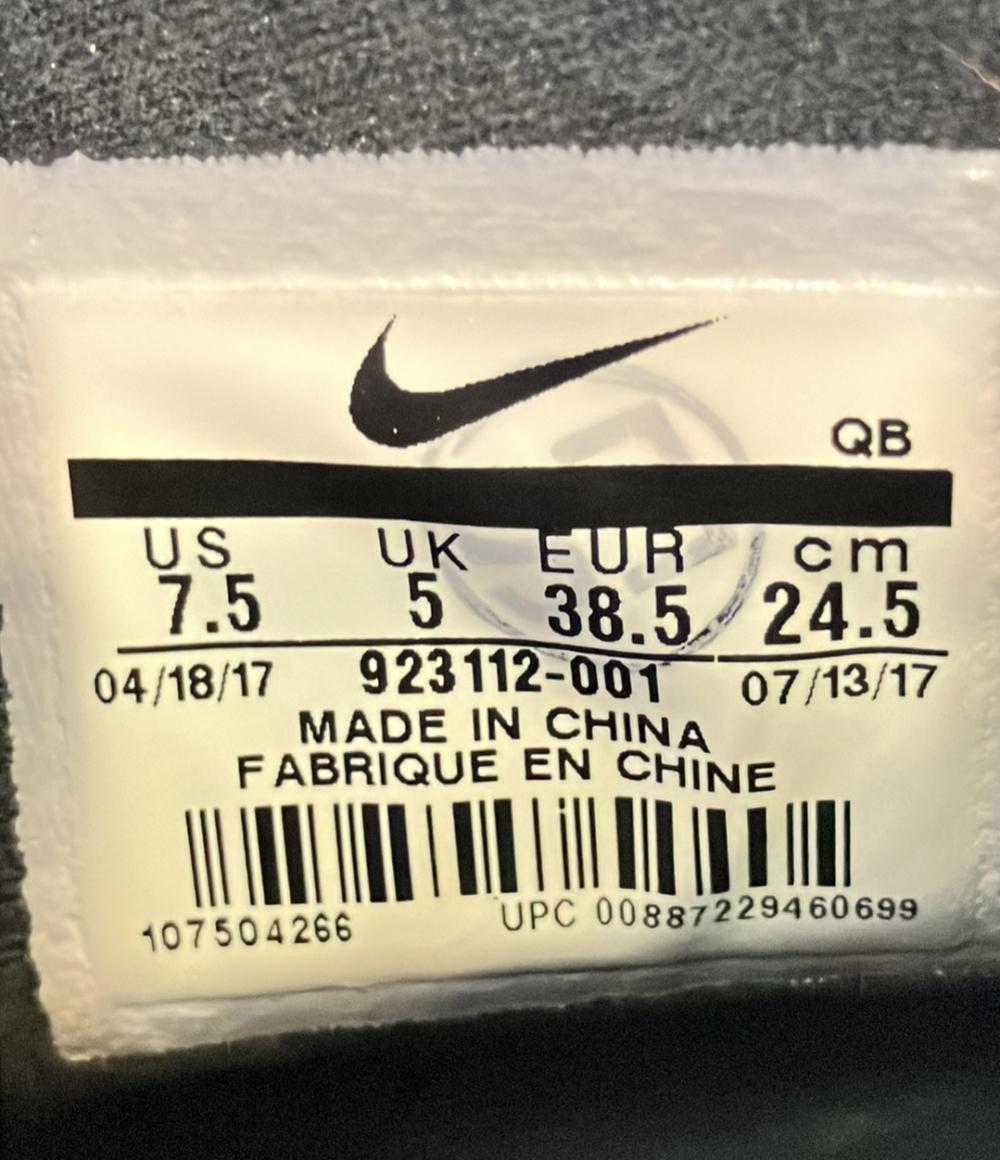 QB
US UK EUR cm
7.5 5 38.5 24.5
04/18/17 923112-001 07/13/17
MADE IN CHINA
FABRIQUE EN CHINE
107504266 UPC 00887229460699